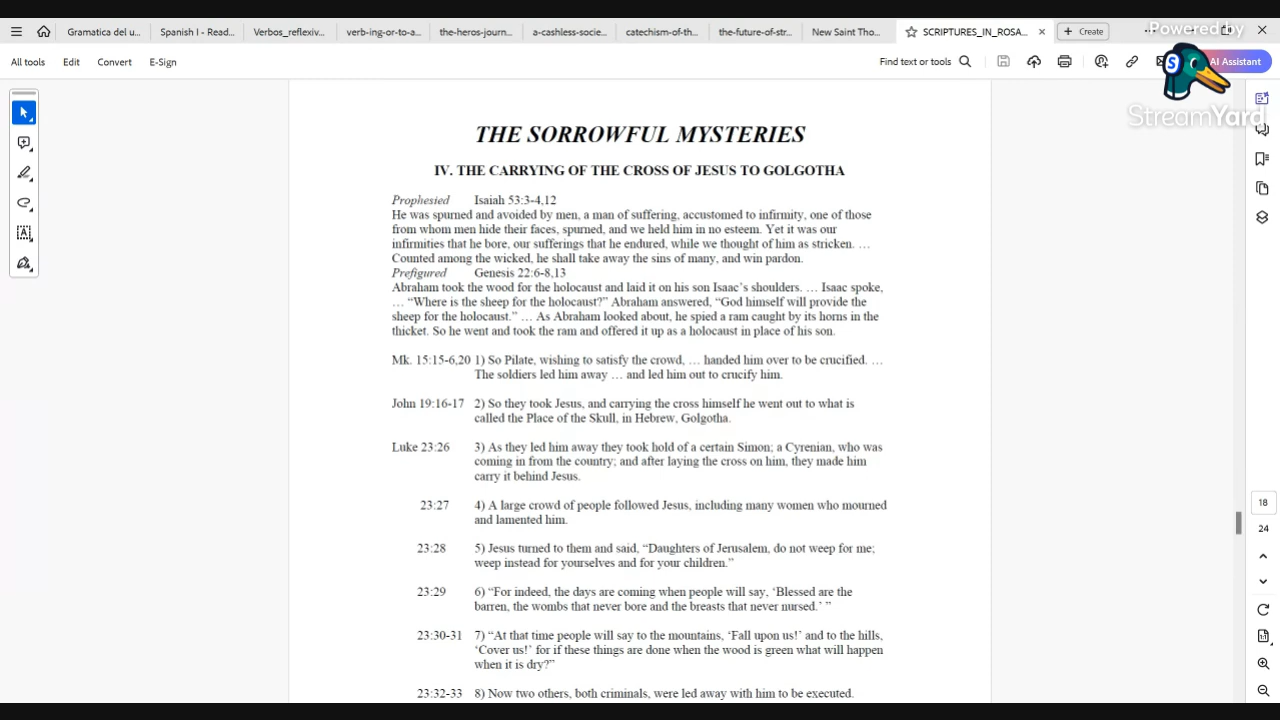 Gramatica del u...
Spanish I - Read...
Verbos_reflexiv...
verb-ing-or-to-a...
the-heros-journ...
a-cashless-socie...
catechism-of-th...
the-future-of-str...
New Saint Tho...
SCRIPTURES_IN_ROSA...
Create
Powered by
All tools
Edit
Convert
E-Sign
Find text or tools
AI Assistant
StreamYard
THE SORROWFUL MYSTERIES
IV. THE CARRYING OF THE CROSS OF JESUS TO GOLGOTHA
Prophesied Isaiah 53:3-4,12
He was spurned and avoided by men, a man of suffering, accustomed to infirmity, one of those
from whom men hide their faces, spurned, and we held him in no esteem. Yet it was our
infirmities that he bore, our sufferings that he endured, while we thought of him as stricken. …
Counted among the wicked, he shall take away the sins of many, and win pardon.
Prefigured Genesis 22:6-8,13
Abraham took the wood for the holocaust and laid it on his son Isaac’s shoulders. … Isaac spoke,
… “Where is the sheep for the holocaust?” Abraham answered, “God himself will provide the
sheep for the holocaust.” … As Abraham looked about, he spied a ram caught by its horns in the
thicket. So he went and took the ram and offered it up as a holocaust in place of his son.
Mk. 15:15-6,20 1) So Pilate, wishing to satisfy the crowd, … handed him over to be crucified. …
The soldiers led him away … and led him out to crucify him.
John 19:16-17 2) So they took Jesus, and carrying the cross himself he went out to what is
called the Place of the Skull, in Hebrew, Golgotha.
Luke 23:26 3) As they led him away they took hold of a certain Simon; a Cyrenian, who was
coming in from the country; and after laying the cross on him, they made him
carry it behind Jesus.
23:27 4) A large crowd of people followed Jesus, including many women who mourned
and lamented him.
23:28 5) Jesus turned to them and said, “Daughters of Jerusalem, do not weep for me;
weep instead for yourselves and for your children.”
23:29 6) “For indeed, the days are coming when people will say, ‘Blessed are the
barren, the wombs that never bore and the breasts that never nursed.’ ”
23:30-31 7) “At that time people will say to the mountains, ‘Fall upon us!’ and to the hills,
‘Cover us!’ for if these things are done when the wood is green what will happen
when it is dry?”
23:32-33 8) Now two others, both criminals, were led away with him to be executed.
18
24